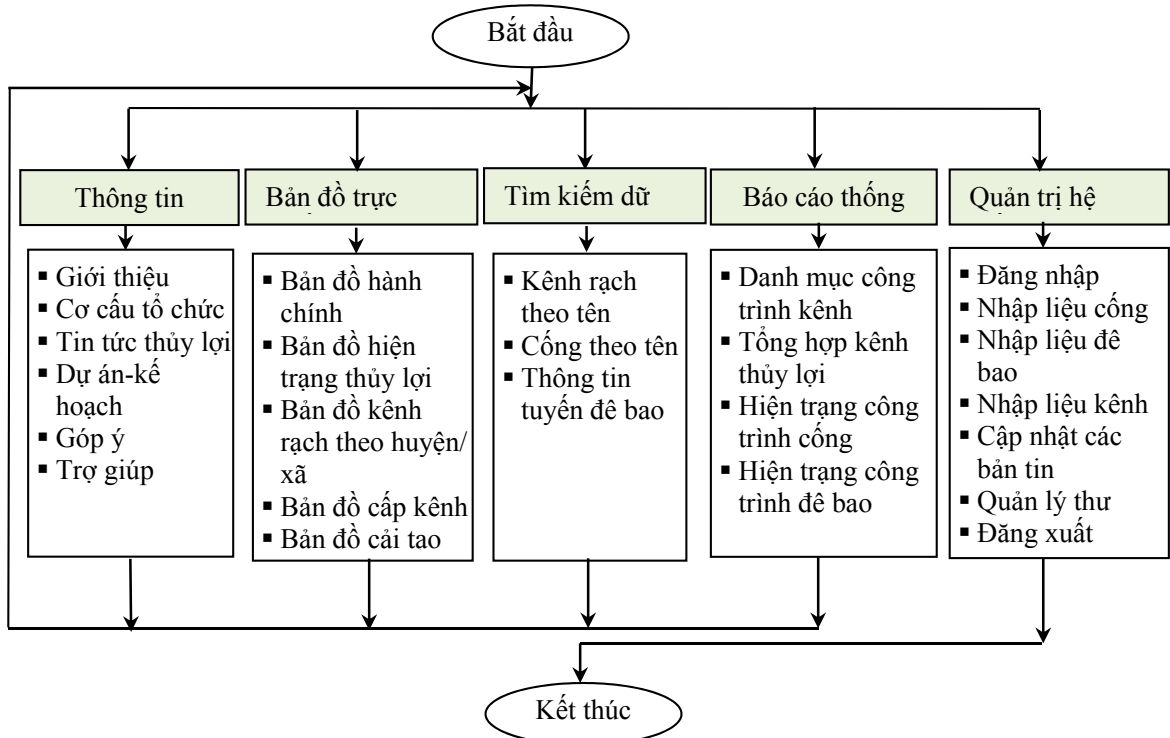 Bắt đầu
Thông tin
Bản đồ trực
Tìm kiếm dữ
Báo cáo thống
Quản trị hệ
▪ Giới thiệu
▪ Cơ cấu tổ chức
▪ Tin tức thủy lợi
▪ Dự án-kế
hoạch
▪ Góp ý
▪ Trợ giúp
▪ Bản đồ hành
chính
▪ Bản đồ hiện
trạng thủy lợi
▪ Bản đồ kênh
rạch theo huyện/
xã
▪ Bản đồ cấp kênh
▪ Bản đồ cải tao
▪ Kênh rạch
theo tên
▪ Cống theo tên
▪ Thông tin
tuyến đê bao
▪ Danh mục công
trình kênh
▪ Tổng hợp kênh
thủy lợi
▪ Hiện trạng công
trình cống
▪ Hiện trạng công
trình đê bao
▪ Đăng nhập
▪ Nhập liệu cống
▪ Nhập liệu đê
bao
▪ Nhập liệu kênh
▪ Cập nhật các
bản tin
▪ Quản lý thư
▪ Đăng xuất
Kết thúc